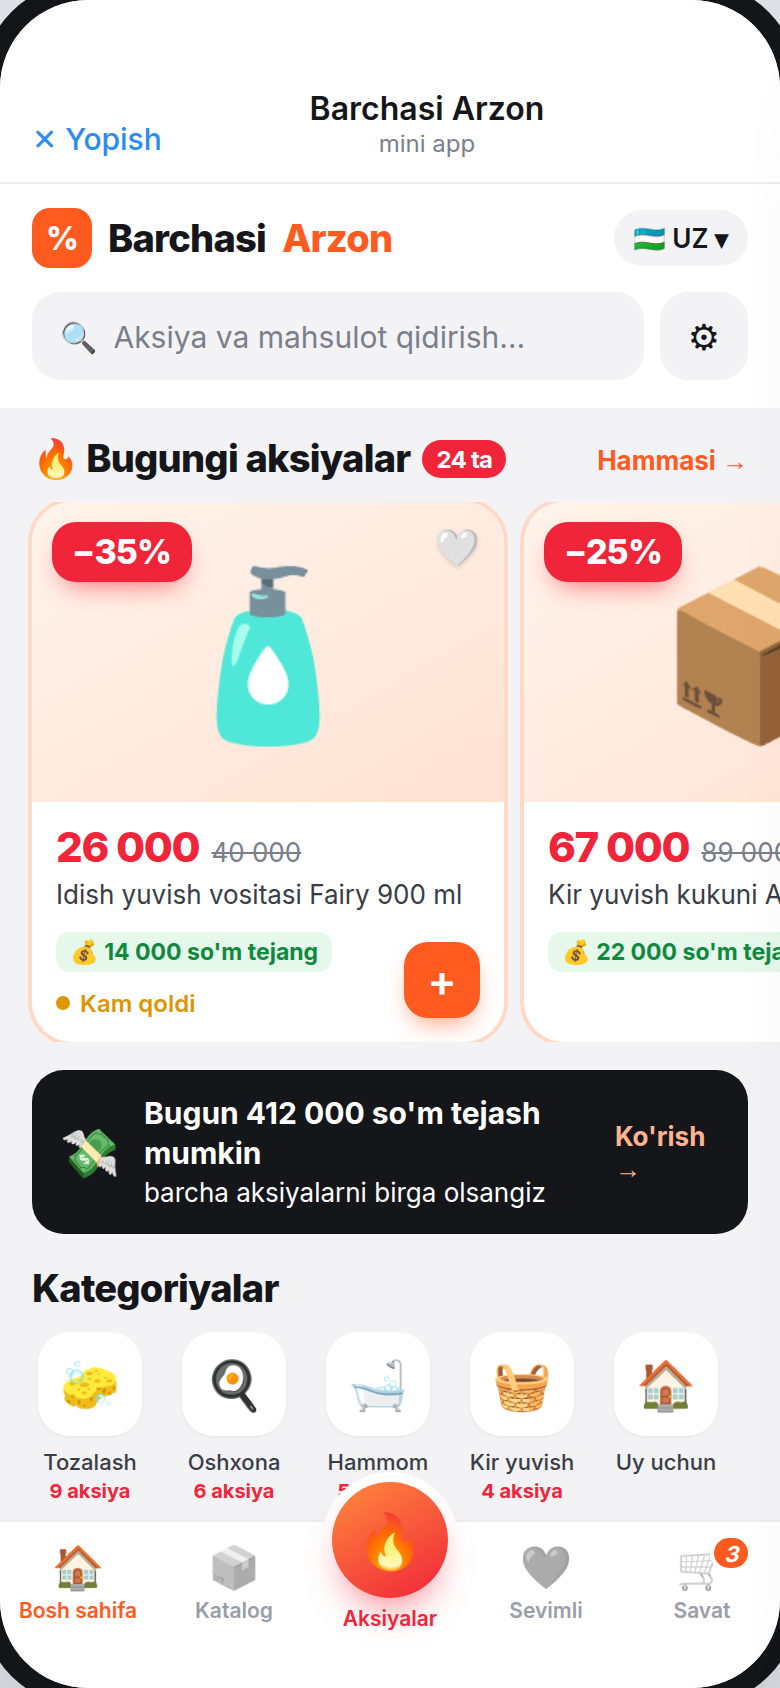 Barchasi Arzon
✕ Yopish
mini app
% Barchasi Arzon
UZ ▾
Aksiya va mahsulot qidirish...
Bugungi aksiyalar 24 ta
Hammasi →
−35%
−25%
26 000 40 000
67 000
Idish yuvish vositasi Fairy 900 ml
Kir yuvish kukuni
14 000 so'm tejang
22 000 so'm
Kam qoldi
+
Bugun 412 000 so'm tejash
mumkin
barcha aksiyalarni birga olsangiz
Ko'rish
→
Kategoriyalar
Tozalash
Oshxona
Hammom
Kir yuvish
Uy uchun
9 aksiya
6 aksiya
4 aksiya
3
Bosh sahifa
Katalog
Aksiyalar
Sevimli
Savat